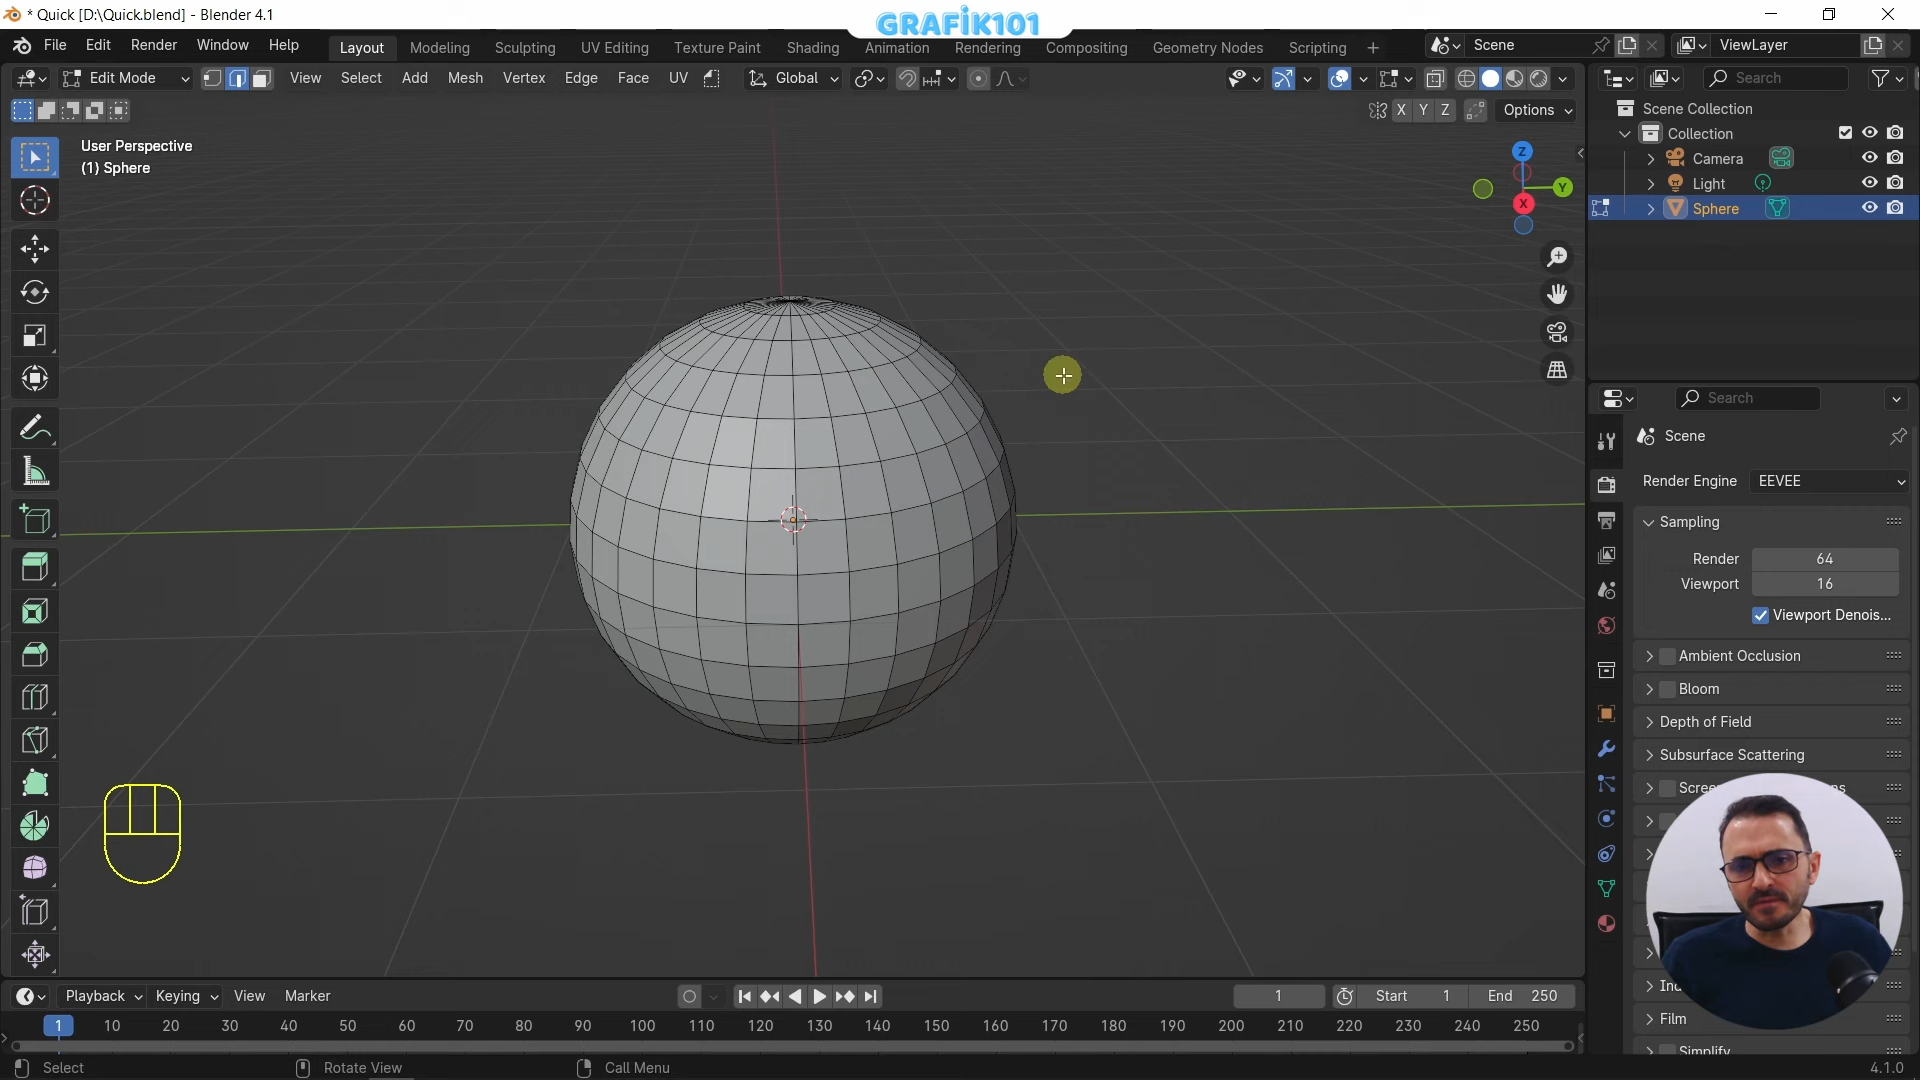 * Quick [D:\Quick.blend] - Blender 4.1
GRAFİK101
File Edit Render Window Help
Layout Modeling Sculpting UV Editing Texture Paint Shading Animation Rendering Compositing Geometry Nodes Scripting +
Scene
ViewLayer
Edit Mode
View Select Add Mesh Vertex Edge Face UV
Global
Search
X Y Z Options
User Perspective
(1) Sphere
Z
Y
X
Scene Collection
Collection
Camera
Light
Sphere
Search
Scene
Render Engine EEVEE
Sampling
Render 64
Viewport 16
Viewport Denois...
Ambient Occlusion
Bloom
Depth of Field
Subsurface Scattering
Film
Simplify
Playback Keying View Marker
1 Start 1 End 250
1 10 20 30 40 50 60 70 80 90 100 110 120 130 140 150 160 170 180 190 200 210 220 230 240 250
Select Rotate View Call Menu
4.1.0